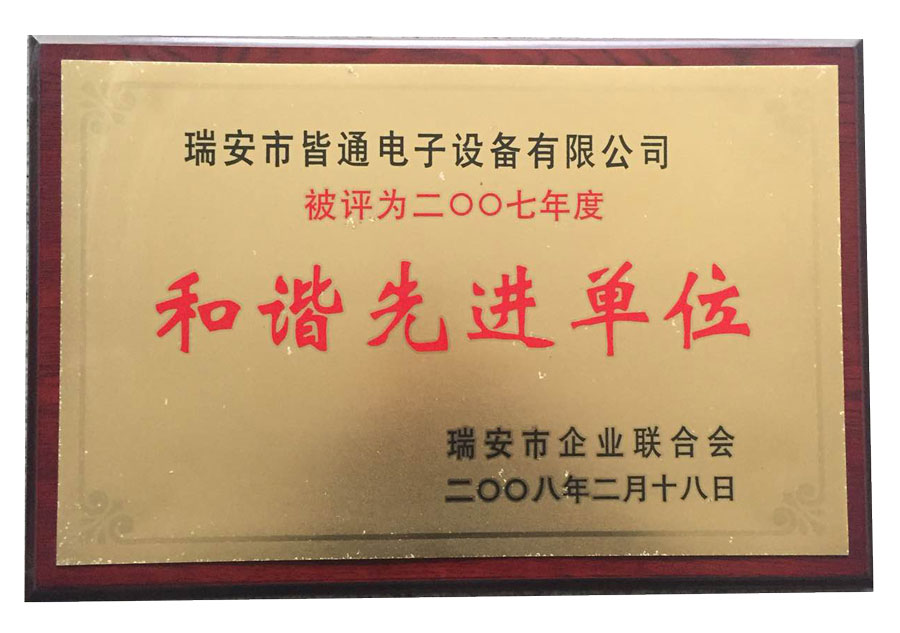 瑞安市皆通电子设备有限公司
被评为二〇〇七年度
和谐先进单位
瑞安市企业联合会
二〇〇八年二月十八日